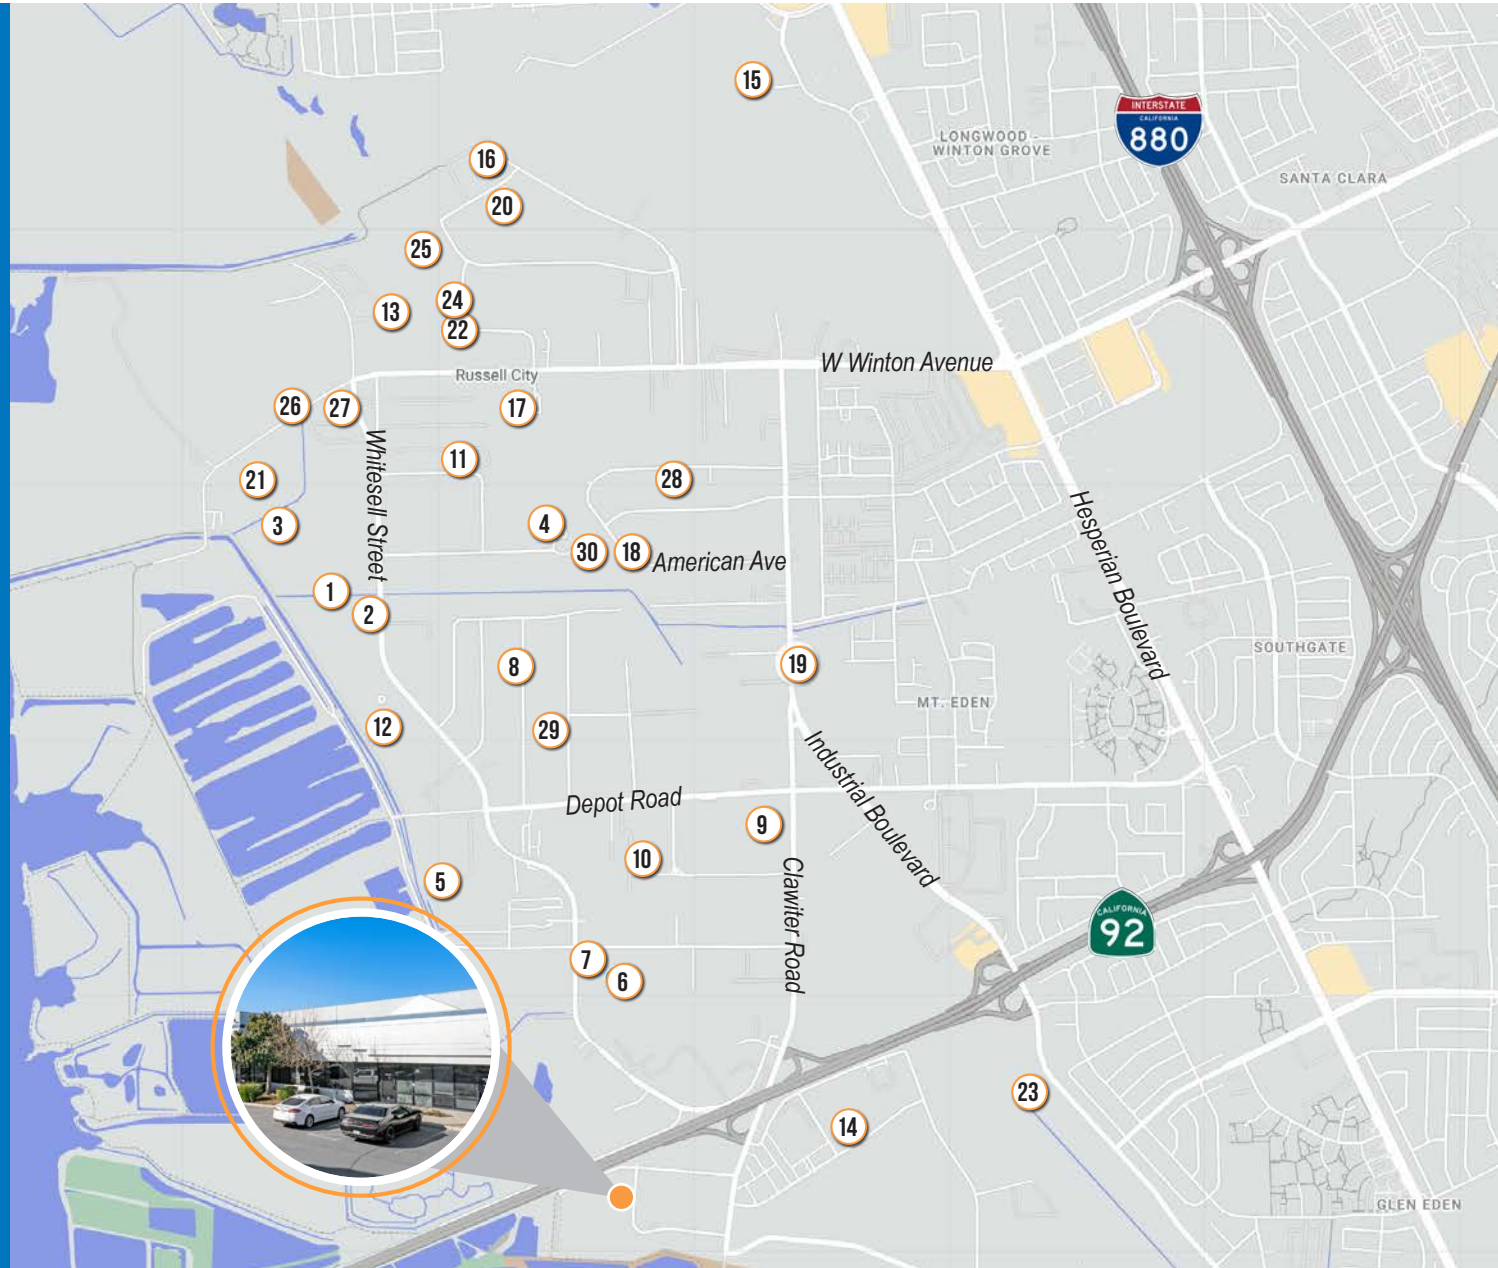 15
INTERSTATE
CALIFORNIA
880
LONGWOOD -
WINTON GROVE
16
SANTA CLARA
20
25
24
13
22
W Winton Avenue
Russell City
26
27
17
Whitesell Street
11
28
21
3
4
30
18
American Ave
Hesperian Boulevard
1
2
8
19
SOUTHGATE
MT. EDEN
12
29
Industrial Boulevard
Depot Road
9
10
5
Clawiter Road
CALIFORNIA
92
7
6
23
14
GLEN EDEN